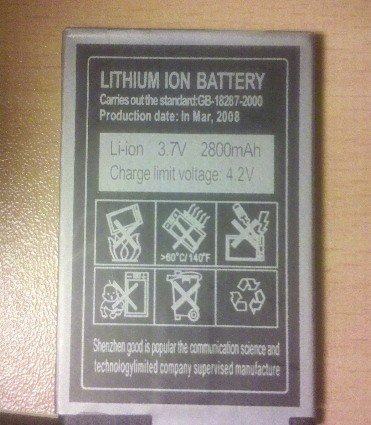 LITHIUM ION BATTERY
Carries out the standard:GB-18287-2000
Production date: In Mar, 2008
Li-ion 3.7V 2800mAh
Charge limit voltage: 4.2V
>60°C/140°F
Shenzhen good is popular the communication science and
technologylimited company supervised manufacture